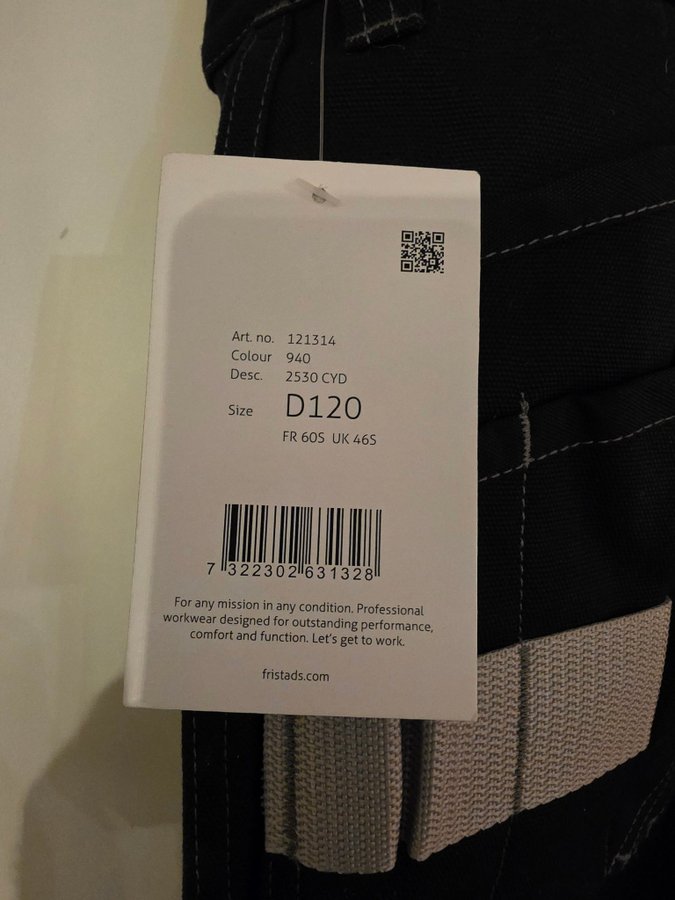 Art. no. 121314
Colour 940
Desc. 2530 CYD
Size D120
FR 60S UK 46S
7 322302 631328
For any mission in any condition. Professional
workwear designed for outstanding performance,
comfort and function. Let's get to work.
fristads.com